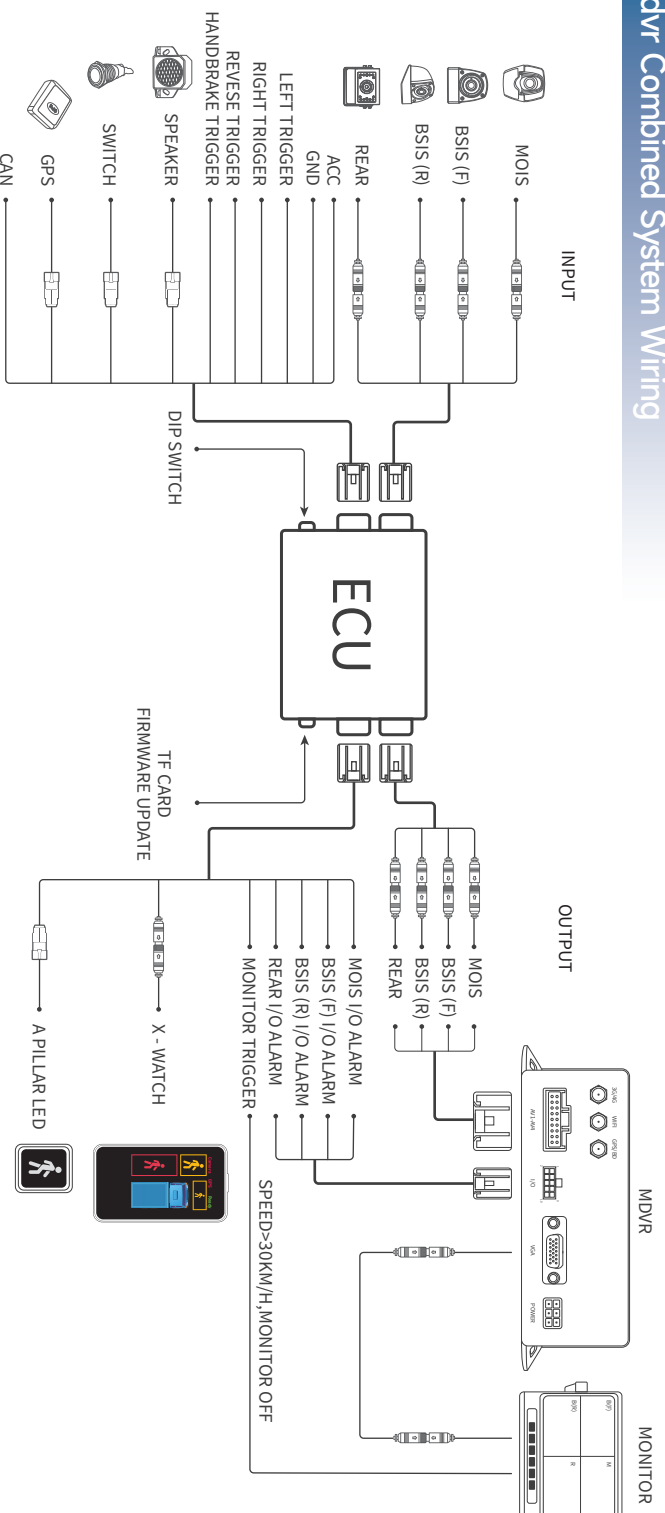 dvr Combined System Wiring
INPUT
MOIS
BSIS (F)
BSIS (R)
REAR
ACC
GND
LEFT TRIGGER
RIGHT TRIGGER
REVESE TRIGGER
HANDBRAKE TRIGGER
SPEAKER
SWITCH
GPS
CAN
DIP SWITCH
ECU
TF CARD
FIRMWARE UPDATE
OUTPUT
MOIS
BSIS (F)
BSIS (R)
REAR
MOIS I/O ALARM
BSIS (F) I/O ALARM
BSIS (R) I/O ALARM
REAR I/O ALARM
MONITOR TRIGGER
X - WATCH
A PILLAR LED
SPEED>30KM/H,MONITOR OFF
MDVR
3G/4G
WIFI
GPS/BD
I/O
VGA
POWER
MONITOR
B(F)
M
B(R)
R